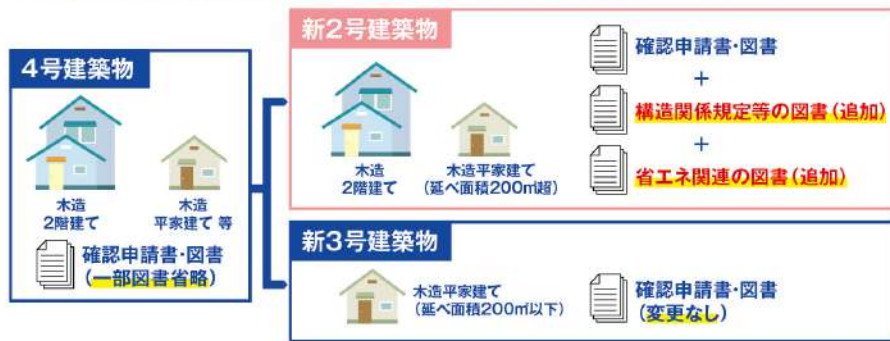 4号建築物
木造
2階建て
木造
平家建て 等
確認申請書・図書
(一部図書省略)
新2号建築物
木造
2階建て
木造平家建て
(延べ面積200㎡超)
確認申請書・図書
+
構造関係規定等の図書(追加)
+
省エネ関連の図書(追加)
新3号建築物
木造平家建て
(延べ面積200㎡以下)
確認申請書・図書
(変更なし)